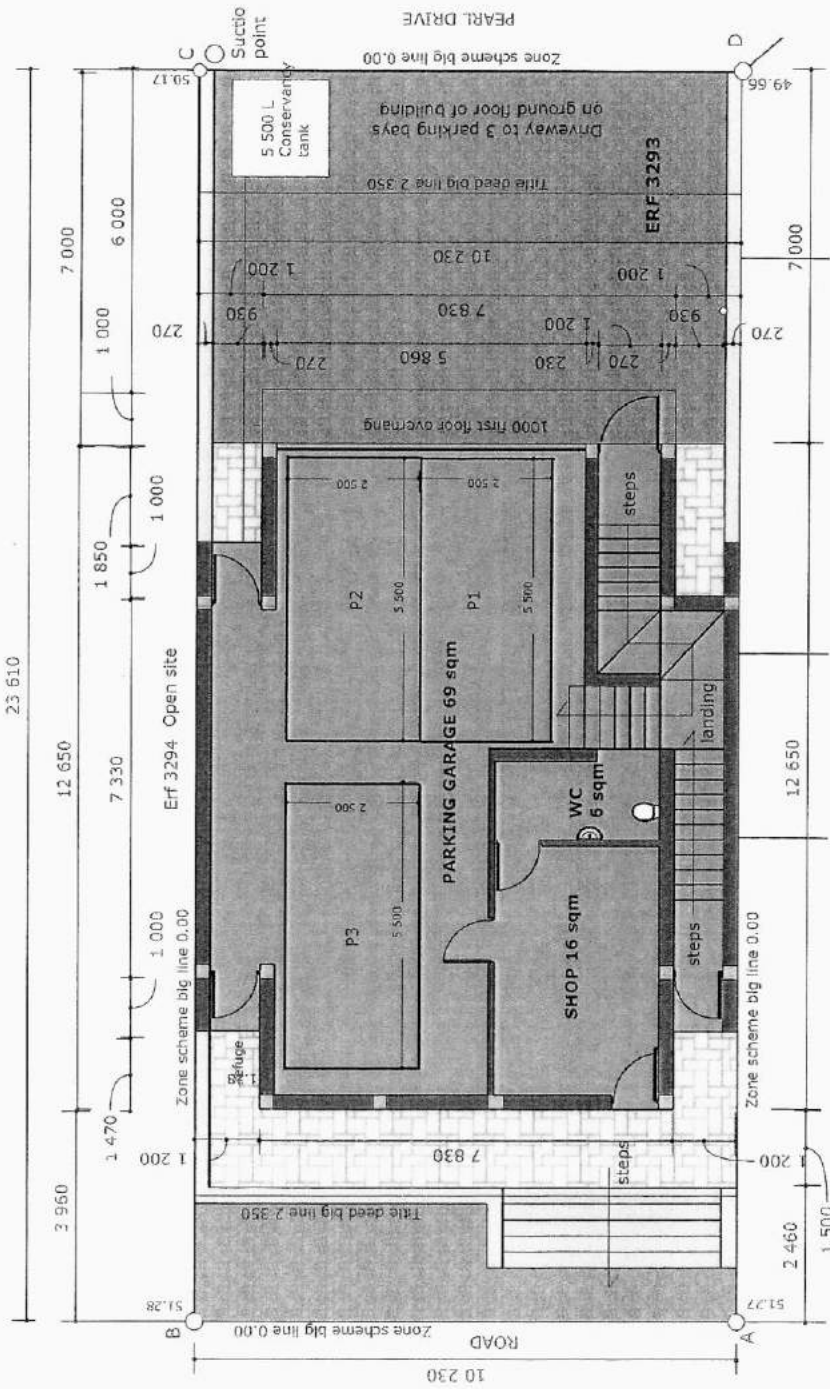 PEARL DRIVE
Zone scheme blg line 0.00
C
Suctio
point
D
50.17
49.66
5 500 L
Conservancy
tank
Driveway to 3 parking bays
on ground floor of building
Title deed blg line 2 350
ERF 3293
23 610
7 000
6 000
1 000
10 230
1 200
7 830
1 200
270
930
270
5 860
230
1 200
270
930
270
7 000
1000 first floor overhang
12 650
1 850
1 000
7 330
1 000
1 470
Erf 3294 Open site
steps
2 500
2 500
P2
P1
5 500
5 500
PARKING GARAGE 69 sqm
landing
12 650
P3
2 500
5 500
WC
6 sqm
SHOP 16 sqm
steps
Zone scheme blg line 0.00
Zone scheme blg line 0.00
refuge
3 960
1 200
7 830
1 200
steps
Title deed blg line 2 350
2 460
1 500
B
51.28
51.77
A
Zone scheme blg line 0.00
ROAD
10 230